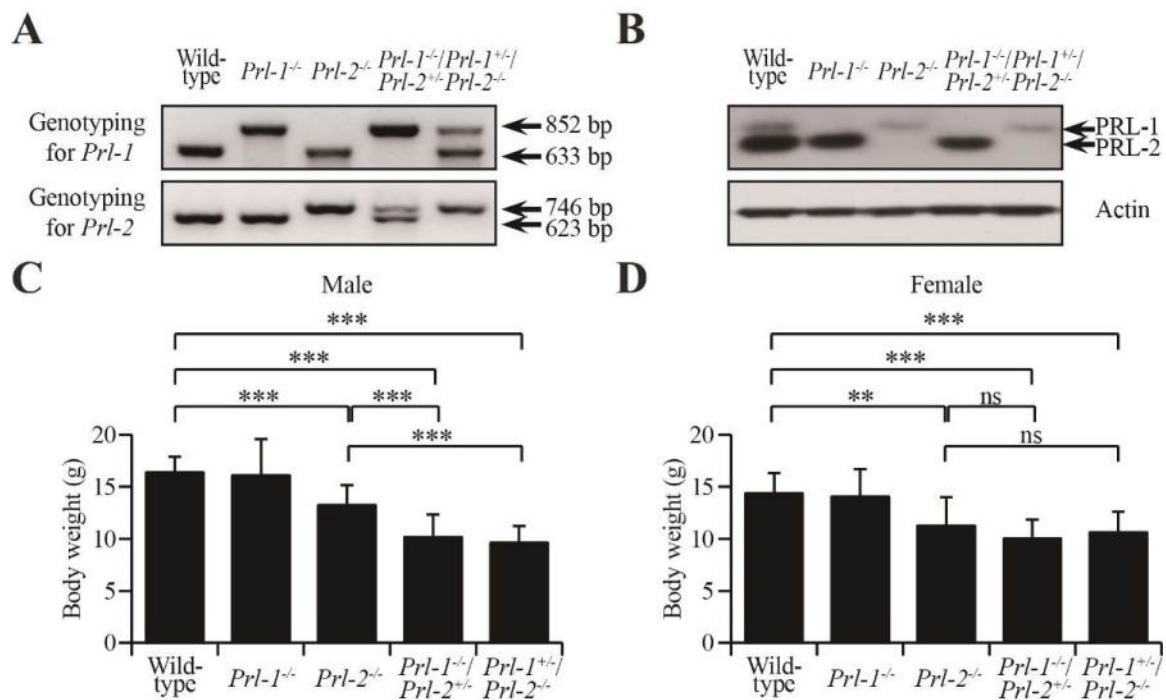 A
Wild-
type
Prl-1-/-
Prl-2-/-
Prl-1-/-/
Prl-2+/-
Prl-1+/-/
Prl-2-/-
Genotyping
for Prl-1
852 bp
633 bp
Genotyping
for Prl-2
746 bp
623 bp
B
Wild-
type
Prl-1-/-
Prl-2-/-
Prl-1-/-/
Prl-2+/-
Prl-1+/-/
Prl-2-/-
PRL-1
PRL-2
Actin
C
Male
***
***
*** ***
***
Body weight (g)
20
15
10
5
0
Wild-
type
Prl-1-/-
Prl-2-/-
Prl-1-/-/
Prl-2+/-
Prl-1+/-/
Prl-2-/-
D
Female
***
***
** ns
ns
Body weight (g)
20
15
10
5
0
Wild-
type
Prl-1-/-
Prl-2-/-
Prl-1-/-/
Prl-2+/-
Prl-1+/-/
Prl-2-/-